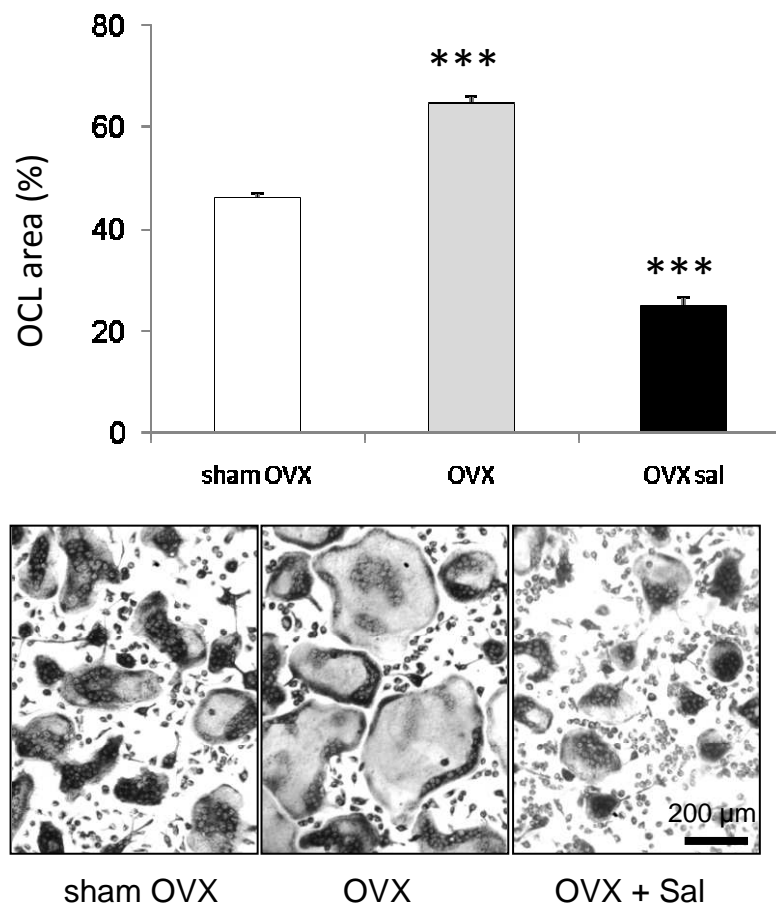 80
***
60
OCL area (%)
40
***
20
0
sham OVX OVX OVX sal
200 µm
sham OVX OVX OVX + Sal